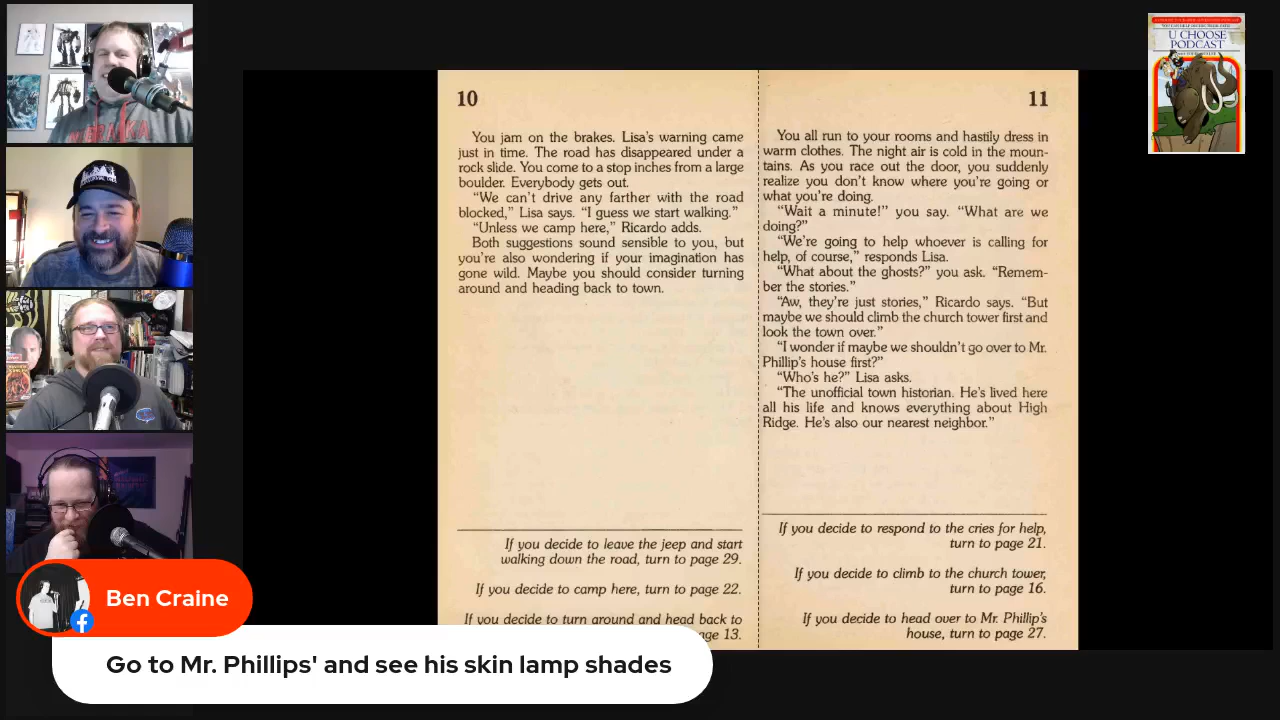 NEBRASKA
U CHOOSE
PODCAST
10
You jam on the brakes. Lisa's warning came
just in time. The road has disappeared under a
rock slide. You come to a stop inches from a large
boulder. Everybody gets out.
“We can't drive any farther with the road
blocked,” Lisa says. “I guess we start walking.”
“Unless we camp here,” Ricardo adds.
Both suggestions sound sensible to you, but
you're also wondering if your imagination has
gone wild. Maybe you should consider turning
around and heading back to town.
If you decide to leave the jeep and start
walking down the road, turn to page 29.
If you decide to camp here, turn to page 22.
If you decide to turn around and head back to
page 13.
11
You all run to your rooms and hastily dress in
warm clothes. The night air is cold in the moun-
tains. As you race out the door, you suddenly
realize you don't know where you're going or
what you're doing.
“Wait a minute!” you say. “What are we
doing?”
“We're going to help whoever is calling for
help, of course,” responds Lisa.
“What about the ghosts?” you ask. “Remem-
ber the stories.”
“Aw, they're just stories,” Ricardo says. “But
maybe we should climb the church tower first and
look the town over.”
“I wonder if maybe we shouldn't go over to Mr.
Phillip's house first?”
“Who's he?” Lisa asks.
“The unofficial town historian. He's lived here
all his life and knows everything about High
Ridge. He's also our nearest neighbor.”
If you decide to respond to the cries for help,
turn to page 21.
If you decide to climb to the church tower,
turn to page 16.
If you decide to head over to Mr. Phillip's
house, turn to page 27.
Ben Craine
Go to Mr. Phillips' and see his skin lamp shades